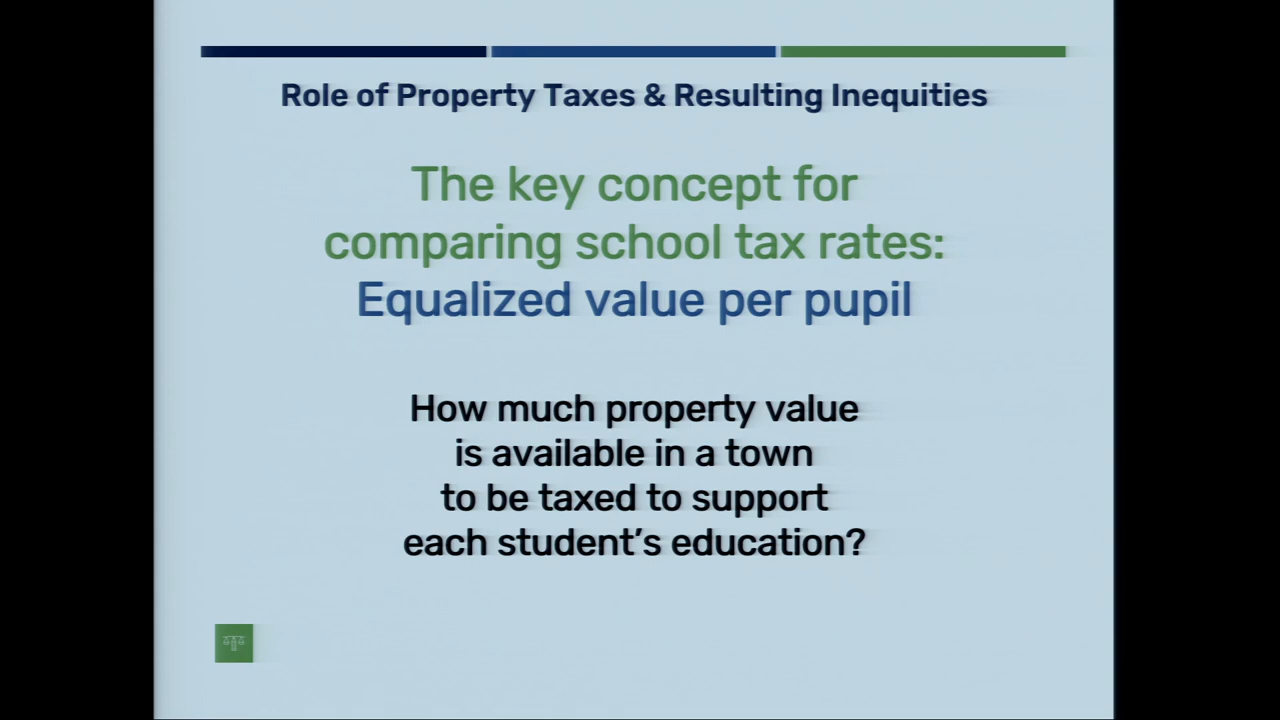 Role of Property Taxes & Resulting Inequities
The key concept for
comparing school tax rates:
Equalized value per pupil
How much property value
is available in a town
to be taxed to support
each student's education?